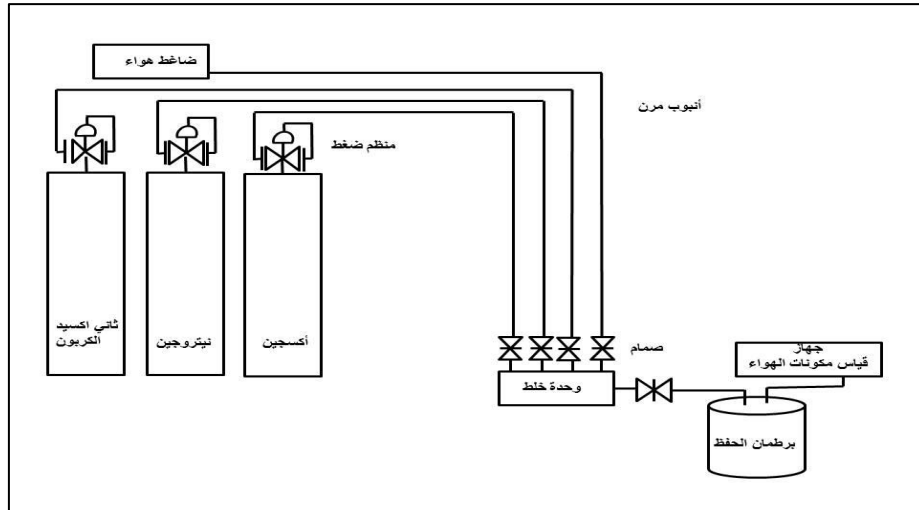 ضاغط هواء
أنبوب مرن
منظم ضغط
ثاني اكسيد
الكربون
نيتروجين
أكسجين
صمام
وحدة خلط
جهاز
قياس مكونات الهواء
برطمان الحفظ